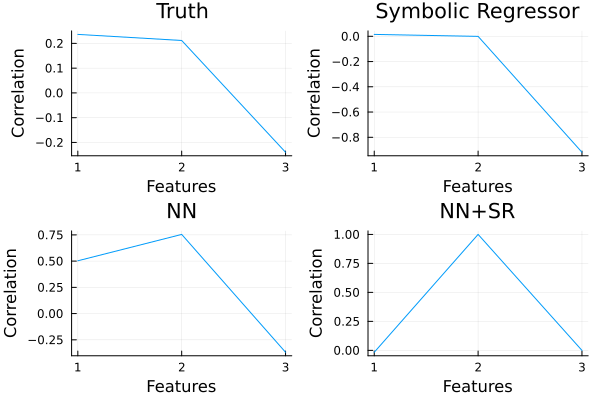 Truth
Correlation
0.2
0.1
0.0
−0.1
−0.2
1
2
3
Features
Symbolic Regressor
Correlation
0.0
−0.2
−0.4
−0.6
−0.8
1
2
3
Features
NN
Correlation
0.75
0.50
0.25
0.00
−0.25
1
2
3
Features
NN+SR
Correlation
1.00
0.75
0.50
0.25
0.00
1
2
3
Features